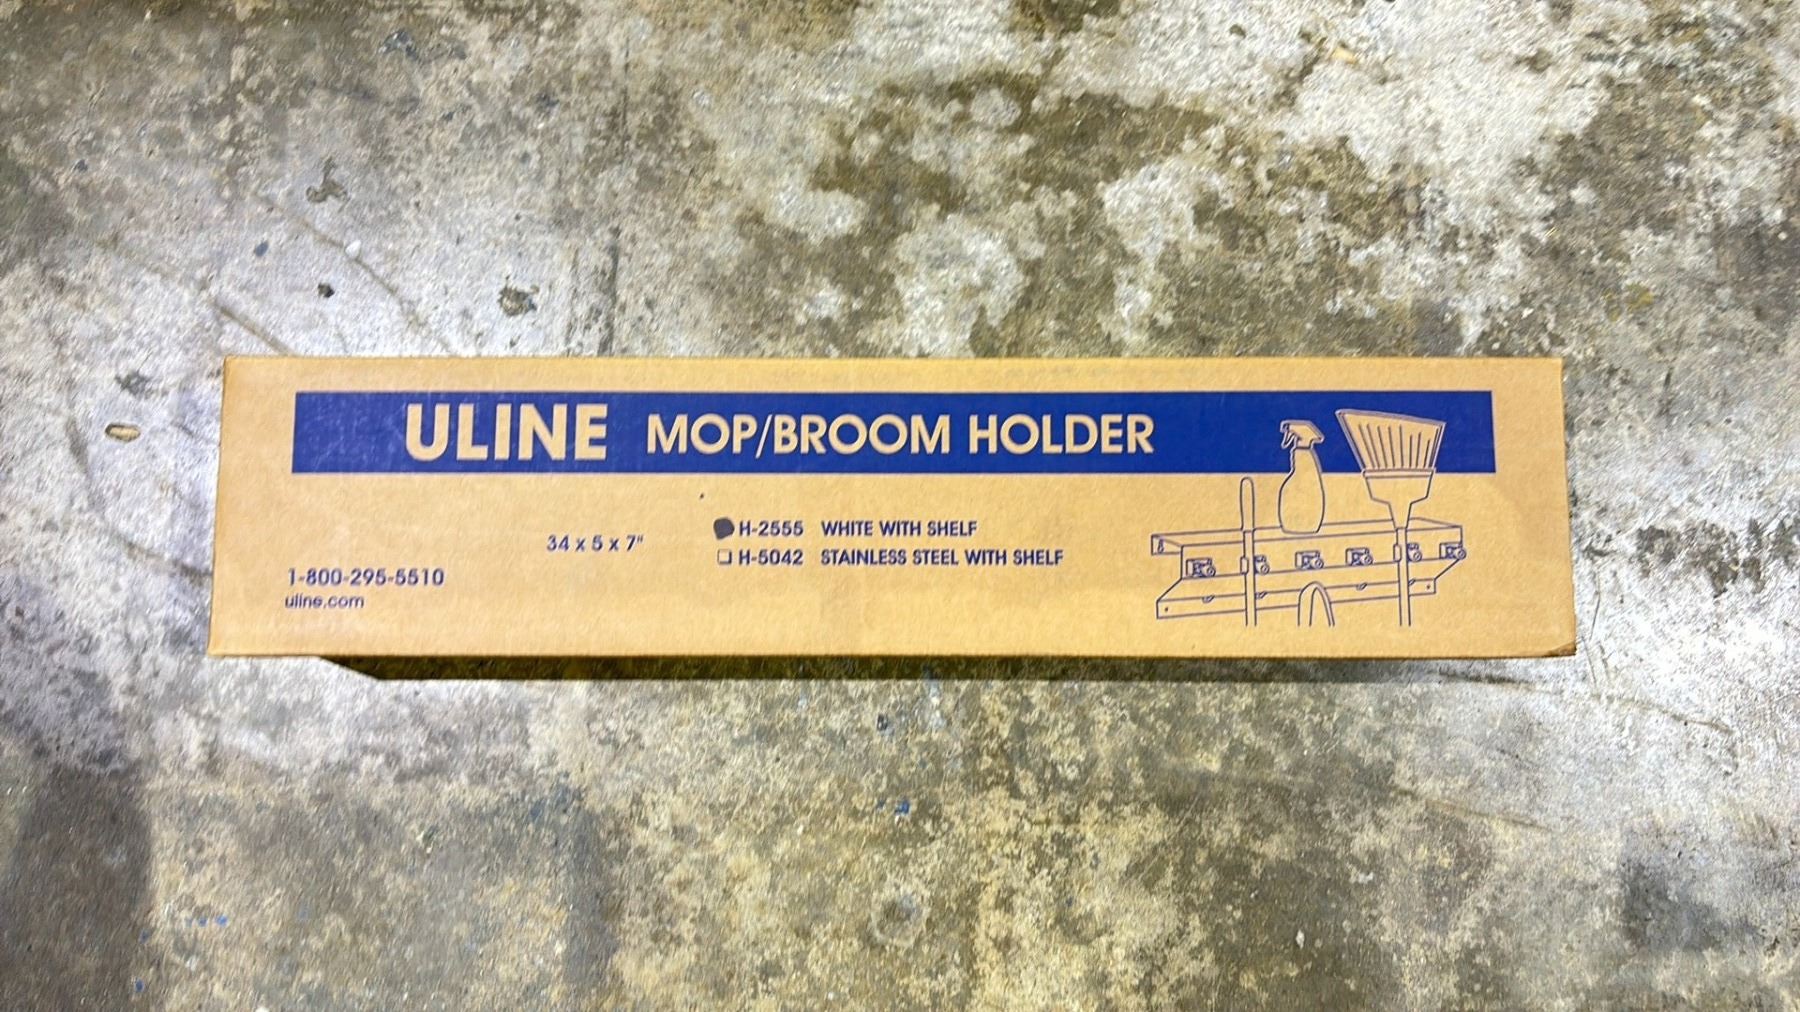 ULINE MOP/BROOM HOLDER
34 x 5 x 7"
H-2555 WHITE WITH SHELF
H-5042 STAINLESS STEEL WITH SHELF
1-800-295-5510
uline.com